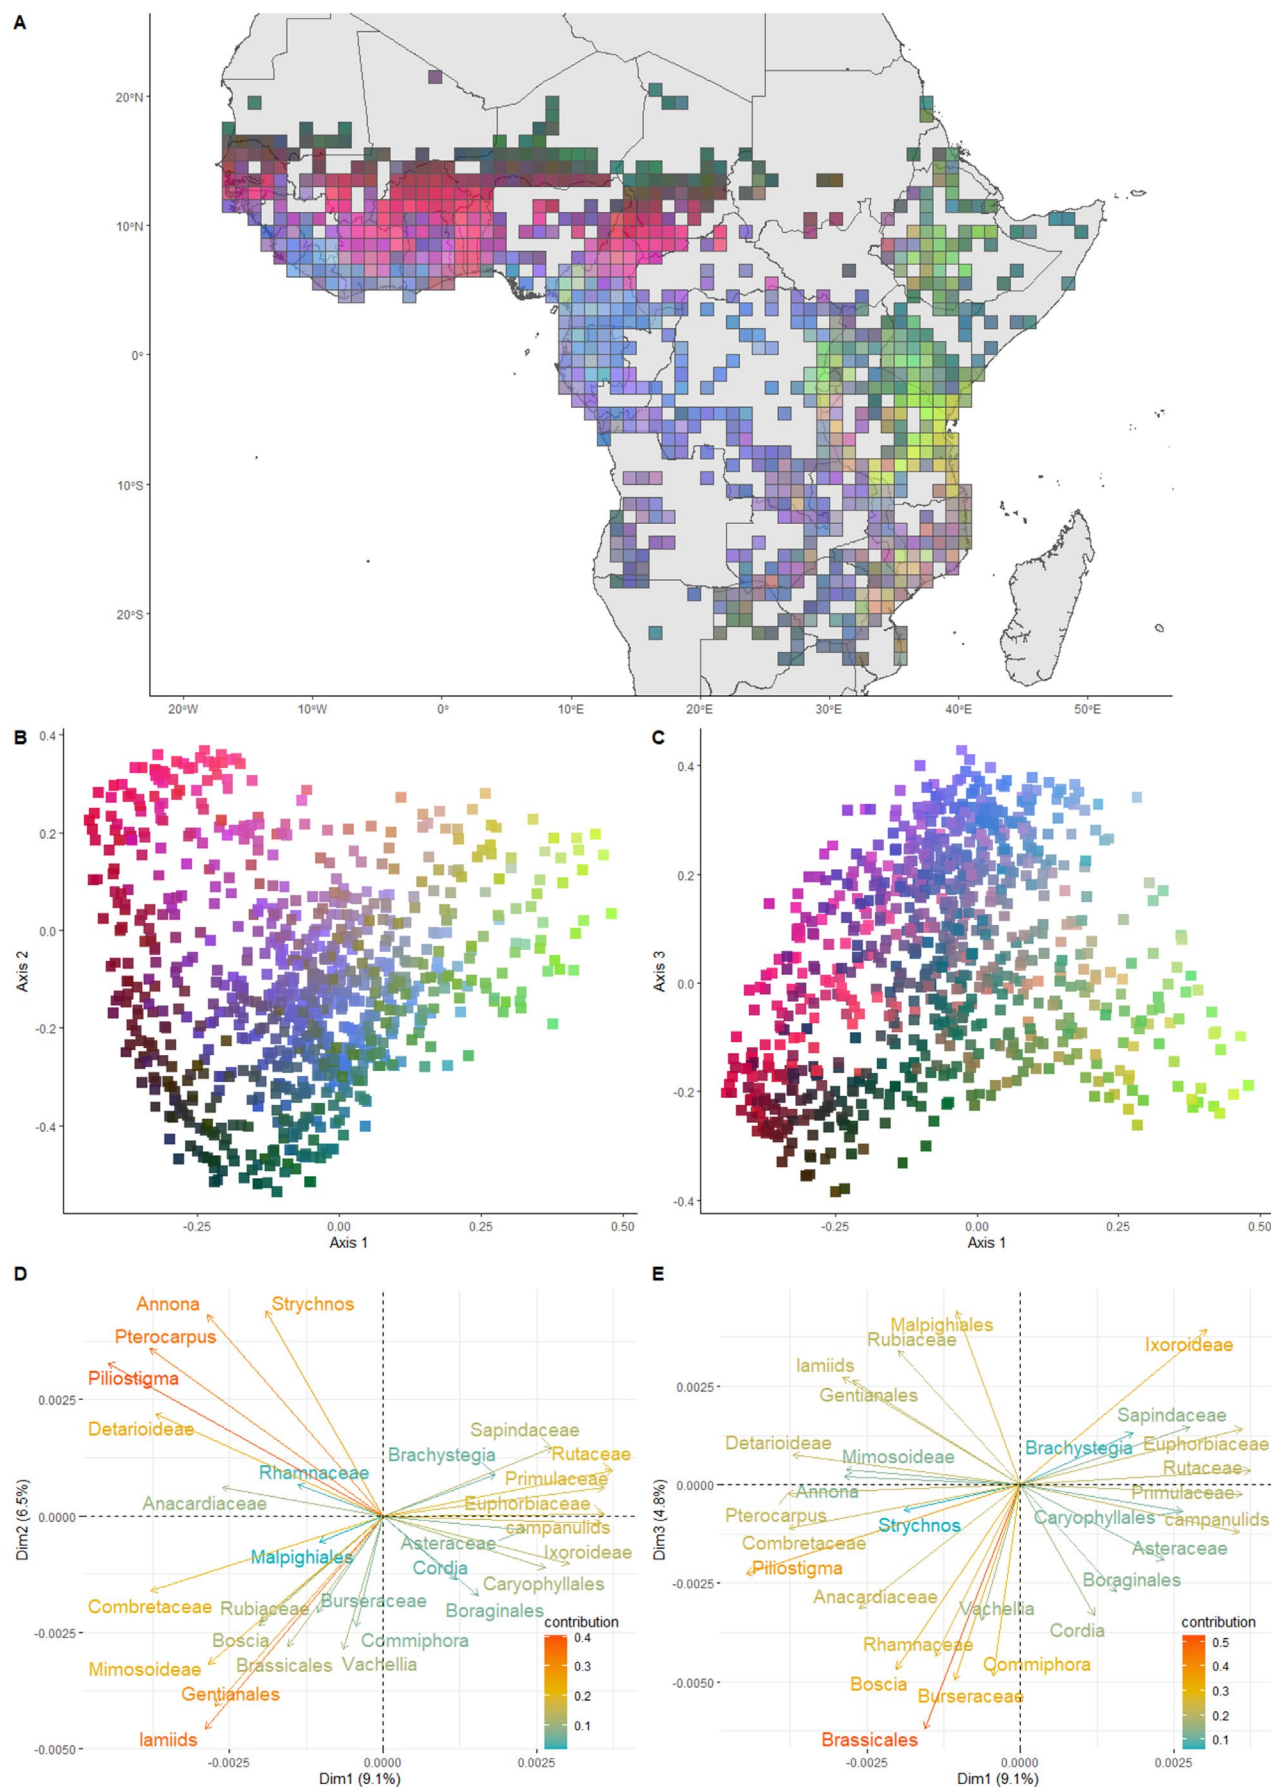 A
20°N
10°N
0°
10°S
20°S
20°W
10°W
0°
10°E
20°E
30°E
40°E
50°E
B
0.4
0.2
0.0
-0.2
-0.4
Axis 2
-0.25
0.00
0.25
0.50
Axis 1
C
0.4
0.2
0.0
-0.2
-0.4
Axis 3
-0.25
0.00
0.25
0.50
Axis 1
D
Annona
Strychnos
Pterocarpus
Piliostigma
Detarioideae
Sapindaceae
Brachystegia
Rutaceae
Rhamnaceae
Primulaceae
Anacardiaceae
Euphorbiaceae
campanulids
Asteraceae
Malpighiales
Ixoroideae
Cordia
Caryophyllales
Combretaceae
Rubiaceae
Burseraceae
Boraginales
Boscia
Commiphora
Brassicales
Vachellia
Mimosoideae
Gentianales
lamiids
contribution
0.4
0.3
0.2
0.1
0.0025
0.0000
-0.0025
-0.0050
Dim2 (6.5%)
-0.0025
0.0000
0.0025
Dim1 (9.1%)
E
Malpighiales
Rubiaceae
Ixoroideae
lamiids
Gentianales
Sapindaceae
Detarioideae
Brachystegia
Euphorbiaceae
Mimosoideae
Rutaceae
Annona
Primulaceae
Pterocarpus
Strychnos
Caryophyllales
campanulids
Combretaceae
Asteraceae
Piliostigma
Boraginales
Anacardiaceae
Vachellia
Cordia
Rhamnaceae
Commiphora
Boscia
Burseraceae
Brassicales
contribution
0.5
0.4
0.3
0.2
0.1
0.0025
0.0000
-0.0025
-0.0050
Dim3 (4.8%)
-0.0025
0.0000
0.0025
Dim1 (9.1%)